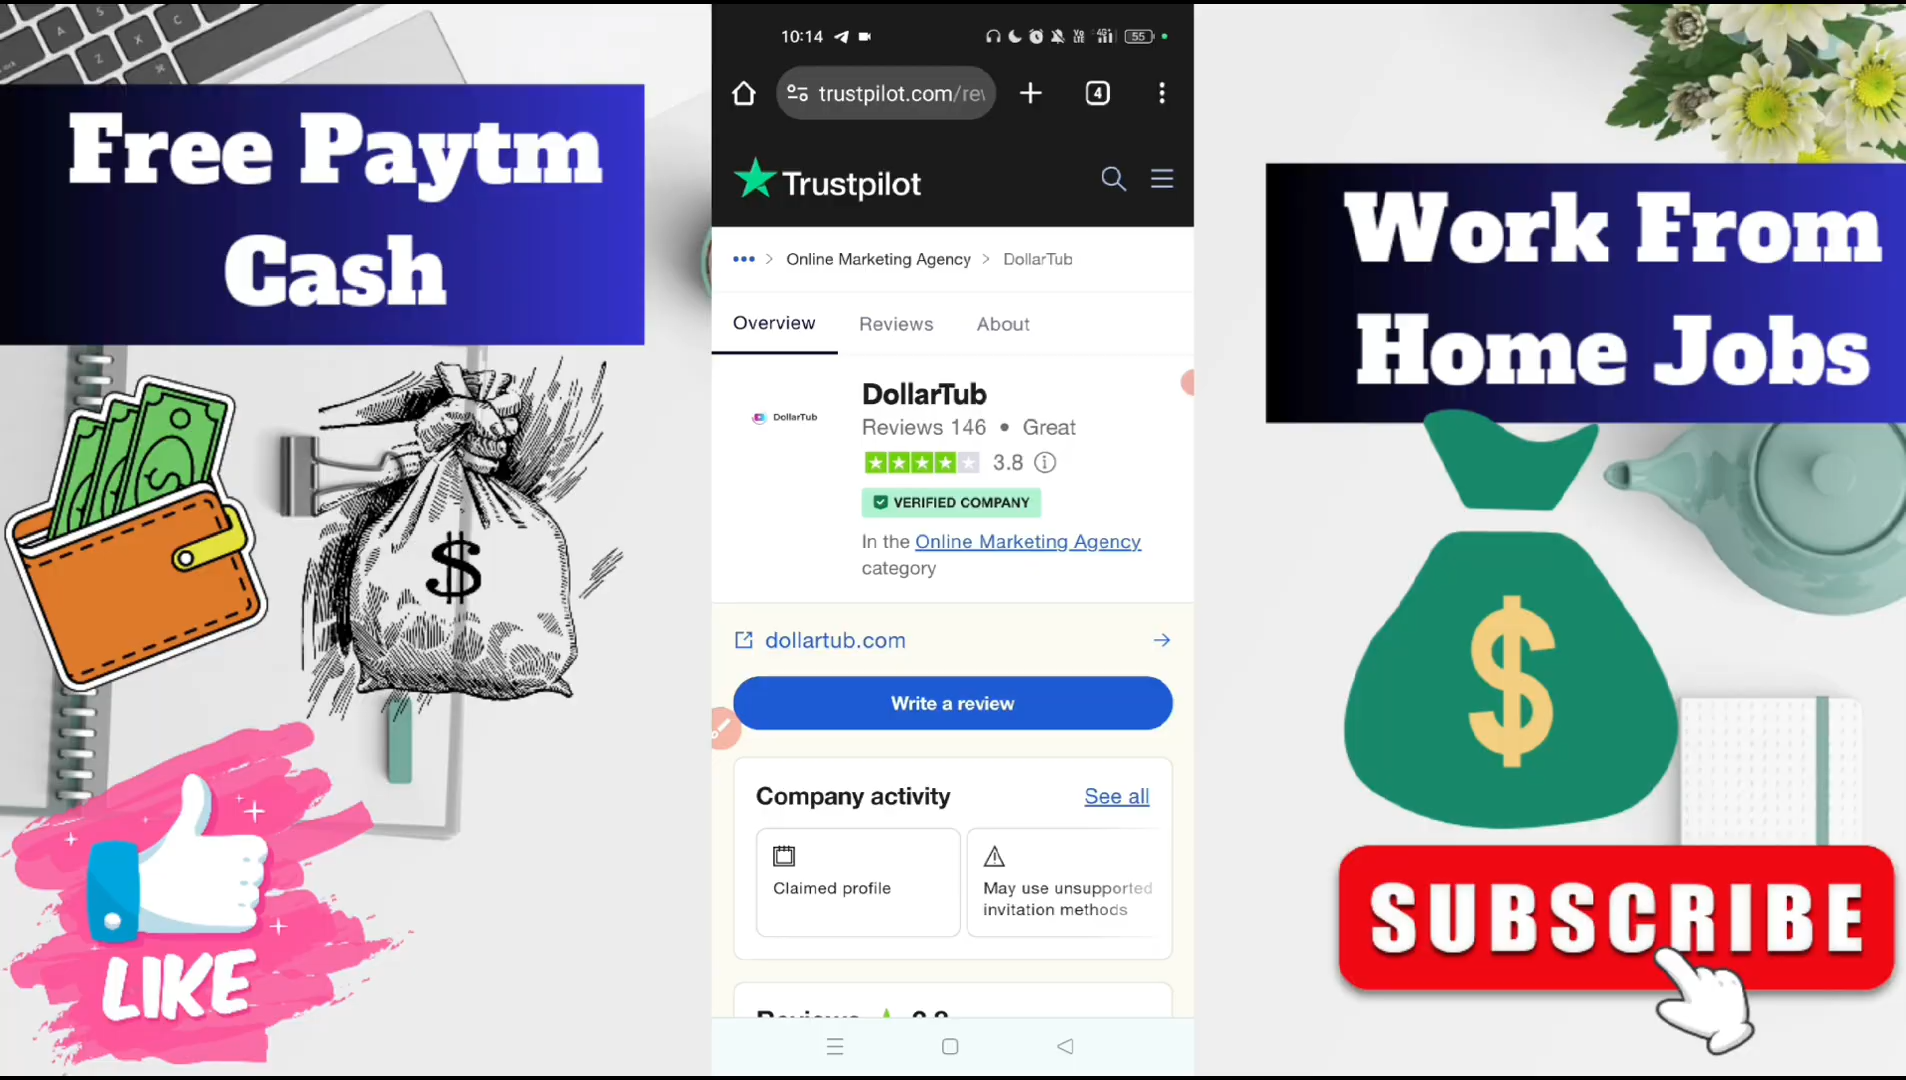 Free Paytm
Cash
LIKE
10:14
55
trustpilot.com/rev
4
Trustpilot
Online Marketing Agency > DollarTub
Overview Reviews About
DollarTub
DollarTub
Reviews 146 • Great
3.8
VERIFIED COMPANY
In the Online Marketing Agency
category
dollartub.com
Write a review
Company activity See all
Claimed profile
May use unsupported
invitation methods
Work From
Home Jobs
$
$
SUBSCRIBE